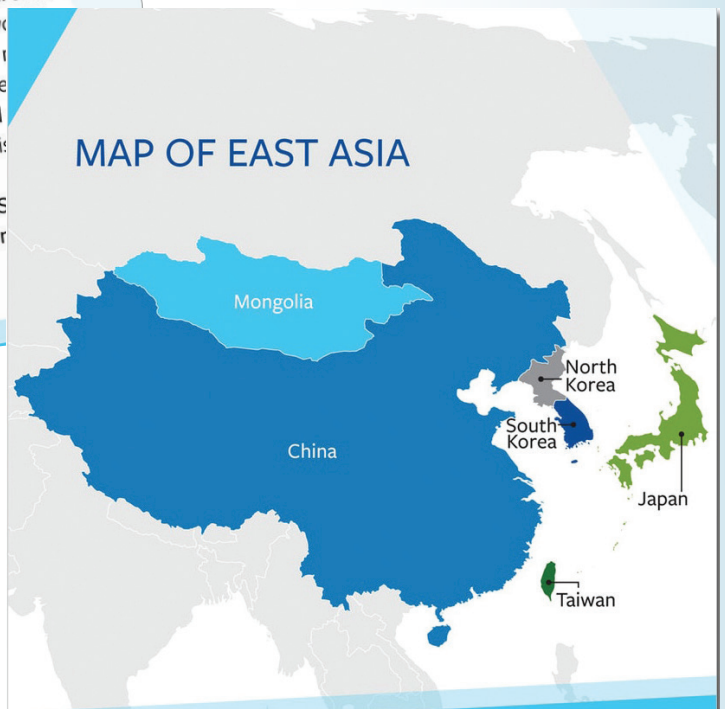 MAP OF EAST ASIA
Mongolia
North
Korea
South
Korea
China
Japan
Taiwan